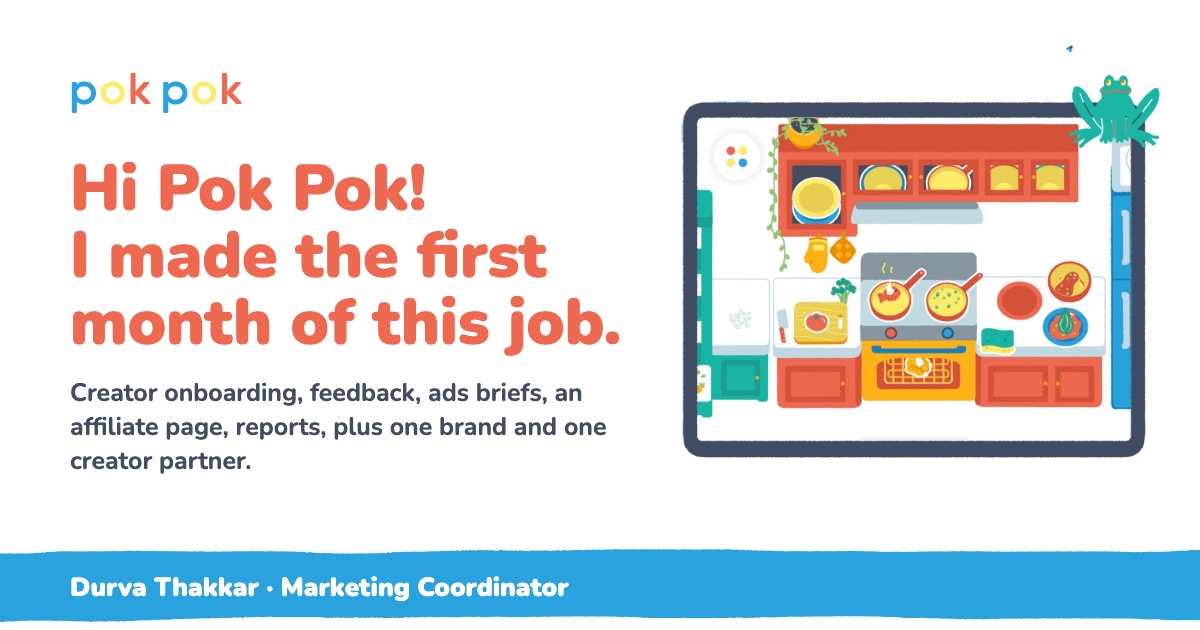 pok pok
Hi Pok Pok!
I made the first
month of this job.
Creator onboarding, feedback, ads briefs, an
affiliate page, reports, plus one brand and one
creator partner.
Durva Thakkar · Marketing Coordinator